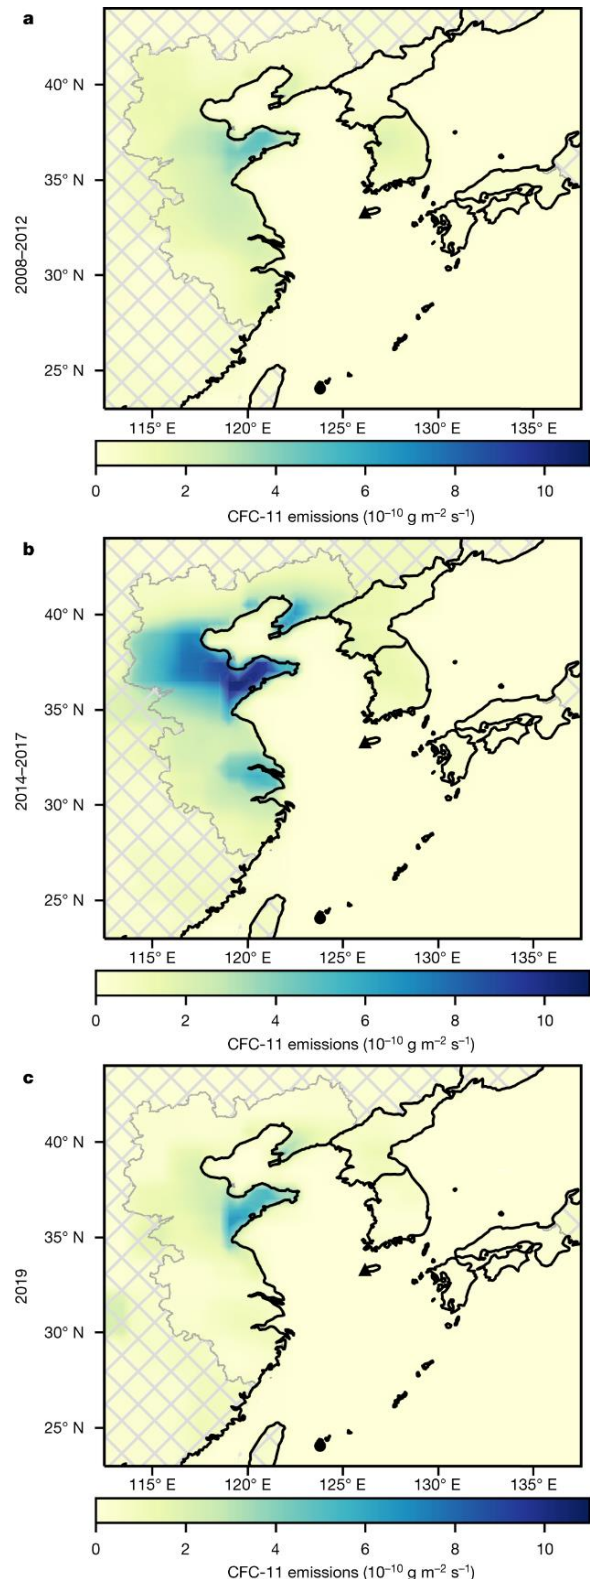 a
40° N
35° N
30° N
25° N
2008–2012
115° E 120° E 125° E 130° E 135° E
0 2 4 6 8 10
CFC-11 emissions (10⁻¹⁰ g m⁻² s⁻¹)
b
40° N
35° N
30° N
25° N
2014–2017
115° E 120° E 125° E 130° E 135° E
0 2 4 6 8 10
CFC-11 emissions (10⁻¹⁰ g m⁻² s⁻¹)
c
40° N
35° N
30° N
25° N
2019
115° E 120° E 125° E 130° E 135° E
0 2 4 6 8 10
CFC-11 emissions (10⁻¹⁰ g m⁻² s⁻¹)